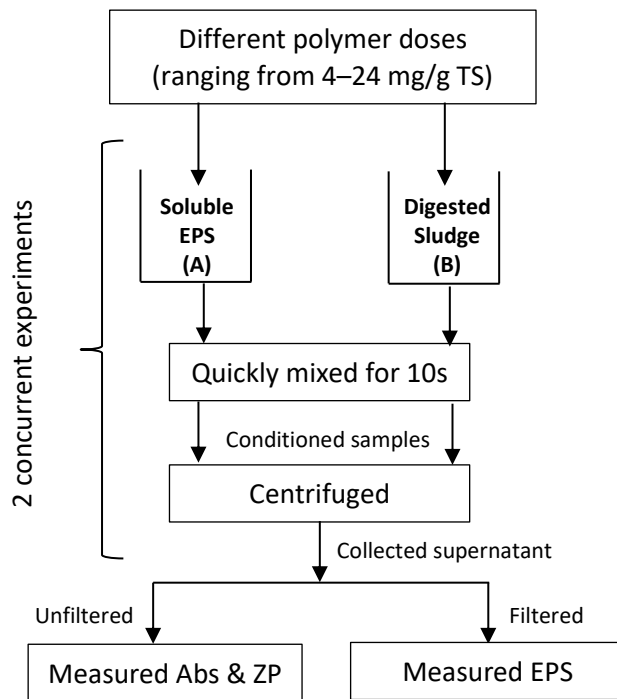 Different polymer doses
(ranging from 4–24 mg/g TS)
2 concurrent experiments
Soluble
EPS
(A)
Digested
Sludge
(B)
Quickly mixed for 10s
Conditioned samples
Centrifuged
Collected supernatant
Unfiltered
Filtered
Measured Abs & ZP
Measured EPS